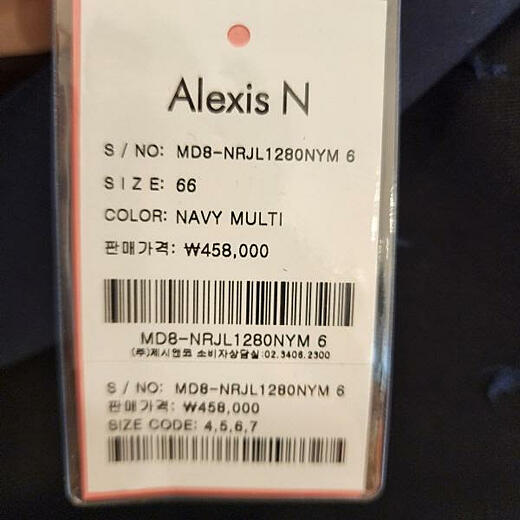 Alexis N
S / NO: MD8-NRJL1280NYM 6
SIZE: 66
COLOR: NAVY MULTI
판매가격: ₩458,000
MD8-NRJL1280NYM 6
(주)제시앤코 소비자상담실:02.3408.2300
S / NO: MD8-NRJL1280NYM 6
판매가격: ₩458,000
SIZE CODE: 4,5,6,7